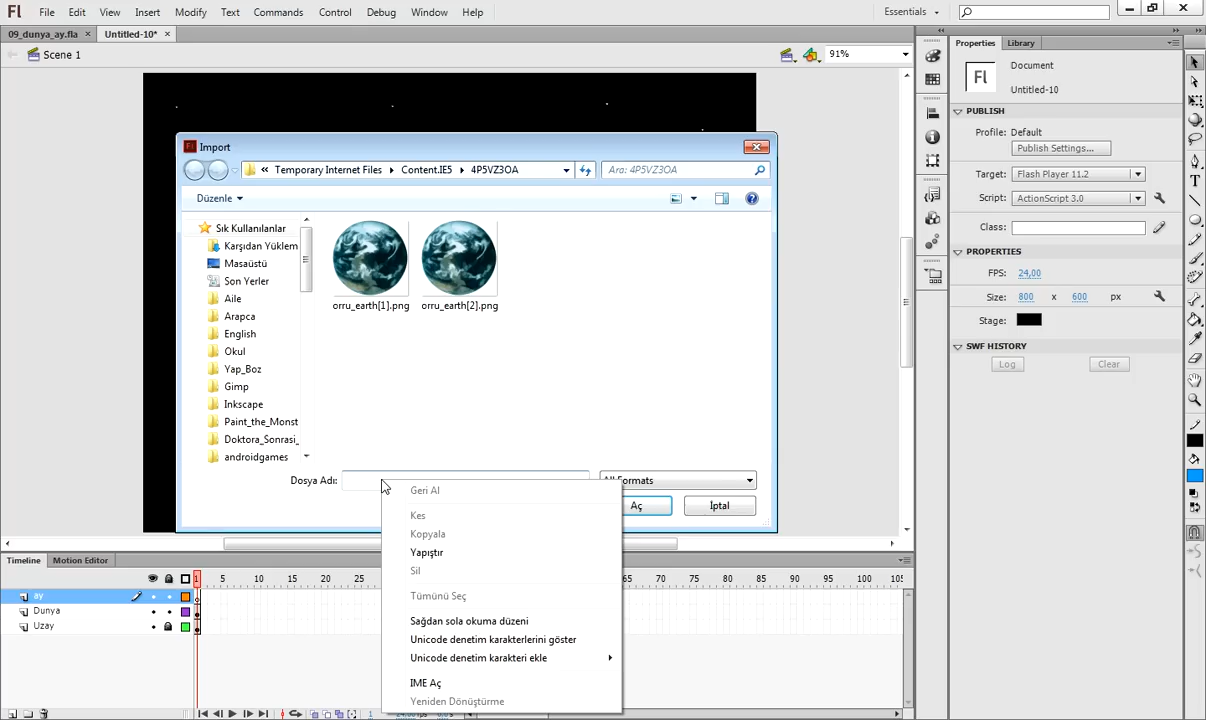 Fl File Edit View Insert Modify Text Commands Control Debug Window Help Essentials
09_dunya_ay.fla × Untitled-10* ×
Scene 1 91%
Properties Library
Fl Document
Untitled-10
PUBLISH
Profile: Default
Publish Settings...
Target: Flash Player 11.2
Script: ActionScript 3.0
Class:
PROPERTIES
FPS: 24,00
Size: 800 x 600 px
Stage:
SWF HISTORY
Log Clear
Import
« Temporary Internet Files Content.IE5 4P5VZ3OA Ara: 4P5VZ3OA
Düzenle
Sık Kullanılanlar
Karşıdan Yüklem
Masaüstü
Son Yerler
Aile
Arapca
English
Okul
Yap_Boz
Gimp
Inkscape
Paint_the_Monst
Doktora_Sonrasi_
androidgames
orru_earth[1].png orru_earth[2].png
Dosya Adı: All Formats
Aç İptal
Geri Al
Kes
Kopyala
Yapıştır
Sil
Tümünü Seç
Sağdan sola okuma düzeni
Unicode denetim karakterlerini göster
Unicode denetim karakteri ekle
IME Aç
Yeniden Dönüştürme
Timeline Motion Editor
1 5 10 15 20 25 65 70 75 80 85 90 95 100 105
ay
Dunya
Uzay
1